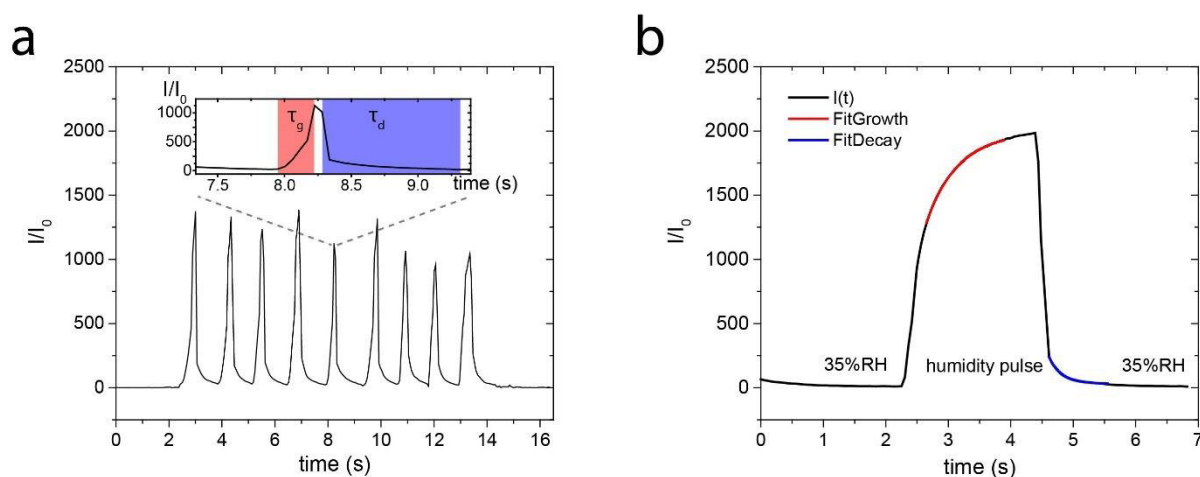 a
2500
2000
1500
1000
500
0
I/I0
0 2 4 6 8 10 12 14 16
time (s)
I/I0
1000
500
0
τg
τd
7.5 8.0 8.5 9.0
time (s)
b
2500
2000
1500
1000
500
0
I/I0
I(t)
FitGrowth
FitDecay
35%RH humidity pulse 35%RH
0 1 2 3 4 5 6 7
time (s)